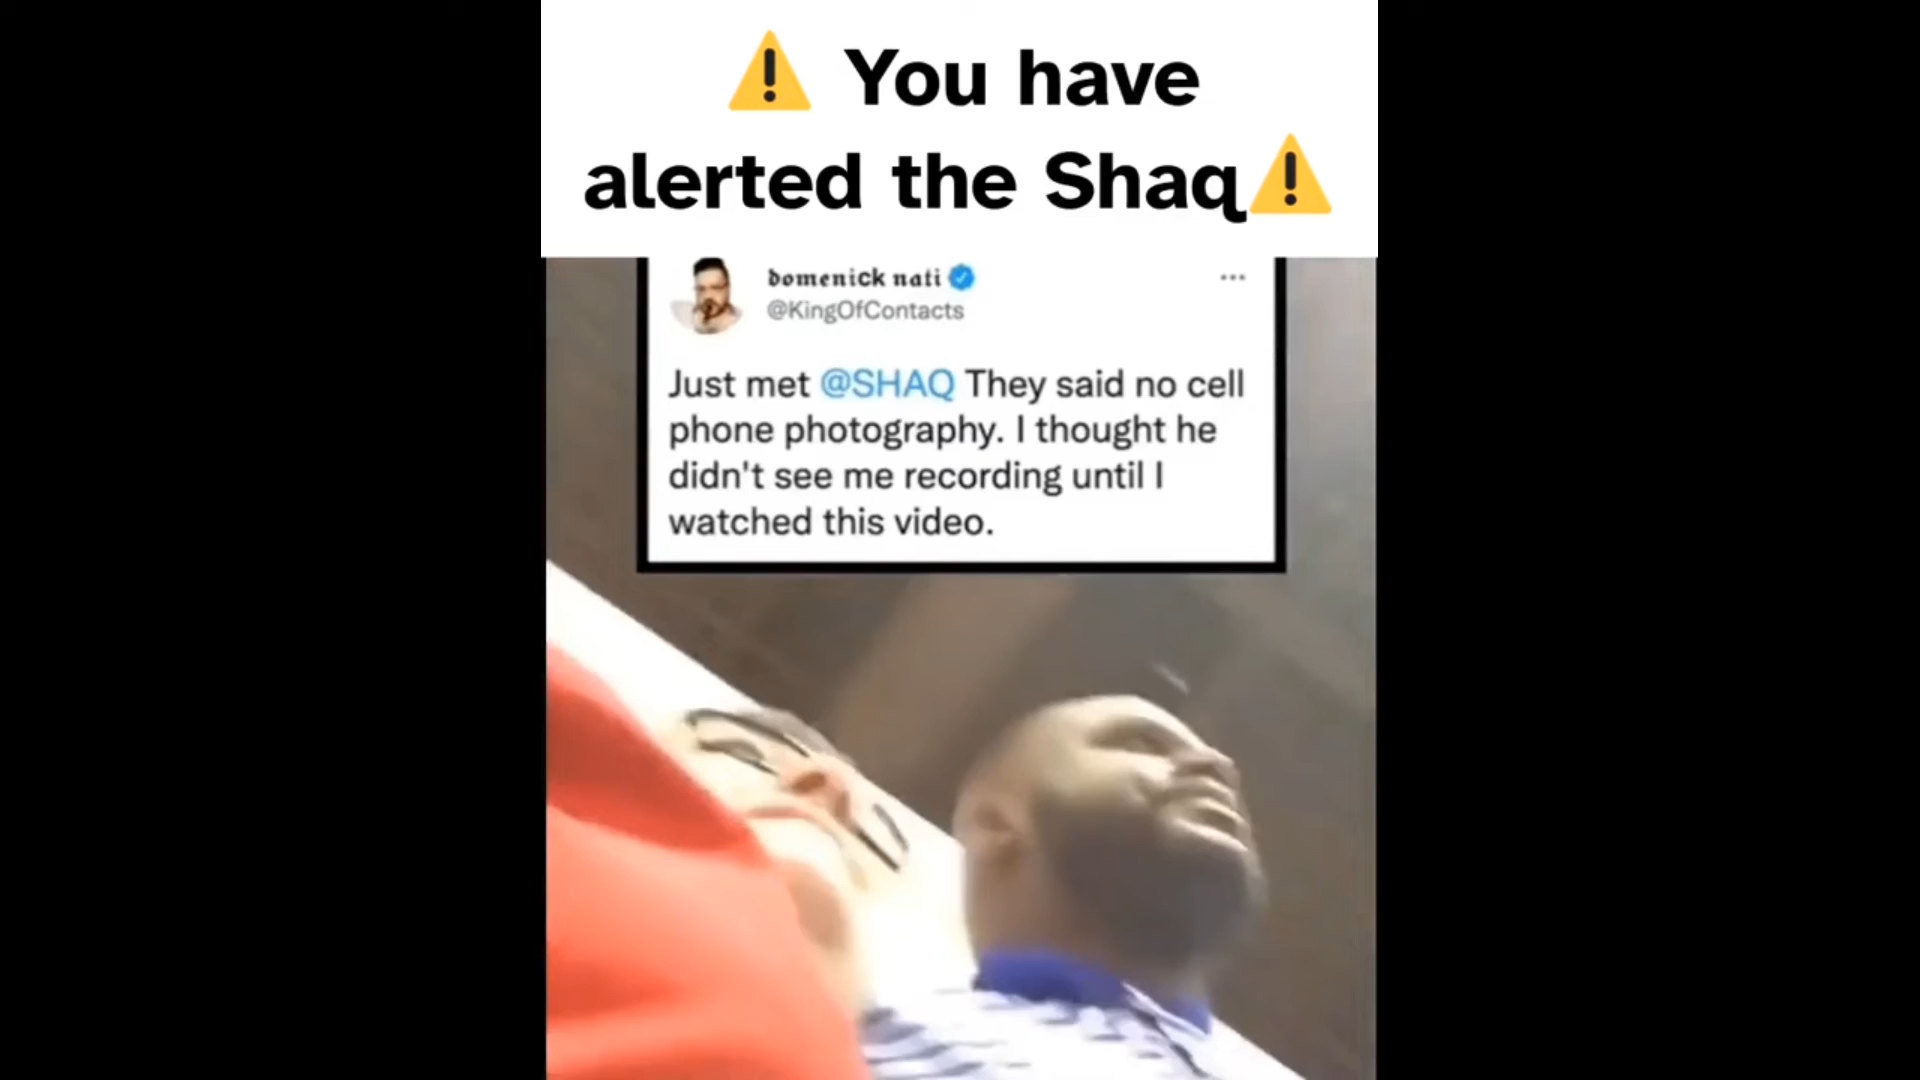 ⚠️ You have
alerted the Shaq⚠️
domenick nati
@KingOfContacts
Just met @SHAQ They said no cell
phone photography. I thought he
didn't see me recording until I
watched this video.